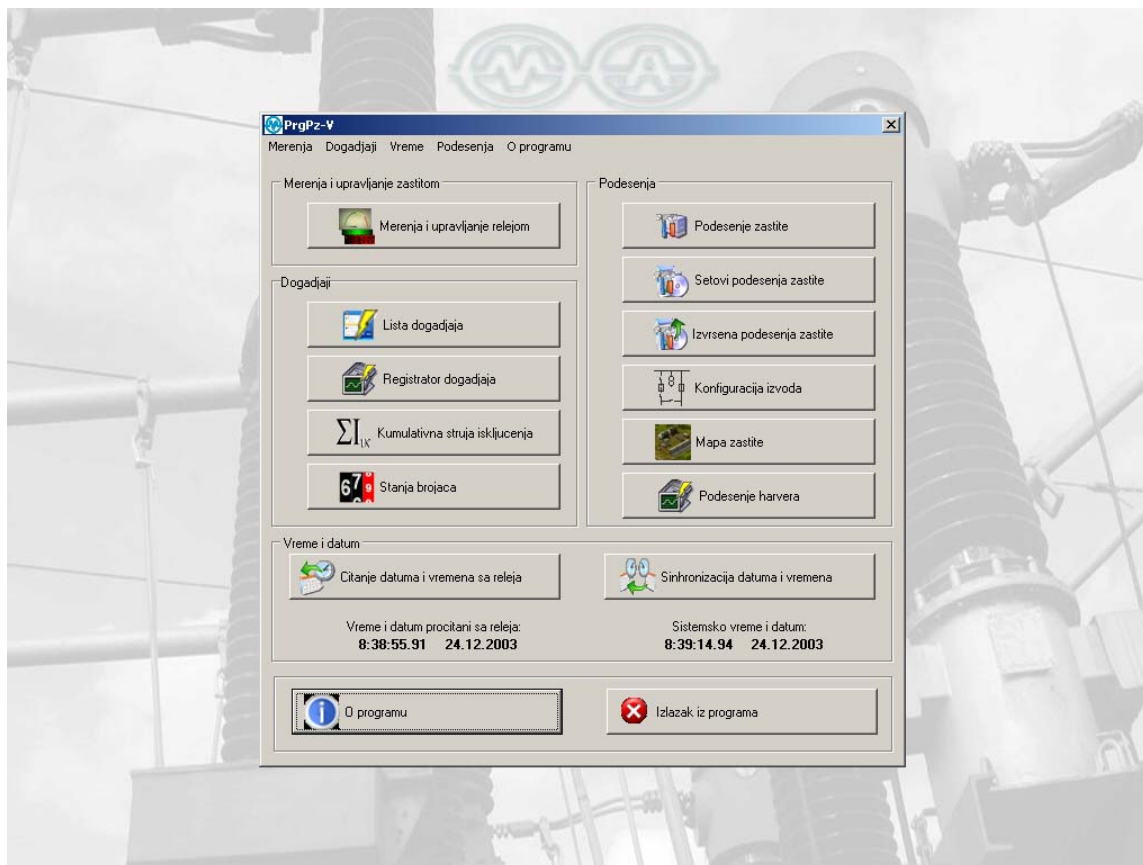 MA
PrgPz-V
Merenja Dogadjaji Vreme Podesenja O programu
Merenja i upravljanje zastitom
Merenja i upravljanje relejom
Dogadjaji
Lista dogadjaja
Registrator dogadjaja
ΣIιK Kumulativna struja iskljucenja
Stanja brojaca
Podesenja
Podesenje zastite
Setovi podesenja zastite
Izvrsena podesenja zastite
Konfiguracija izvoda
Mapa zastite
Podesenje harvera
Vreme i datum
Citanje datuma i vremena sa releja
Sinhronizacija datuma i vremena
Vreme i datum procitani sa releja:
8:38:55.91 24.12.2003
Sistemsko vreme i datum:
8:39:14.94 24.12.2003
O programu
Izlazak iz programa